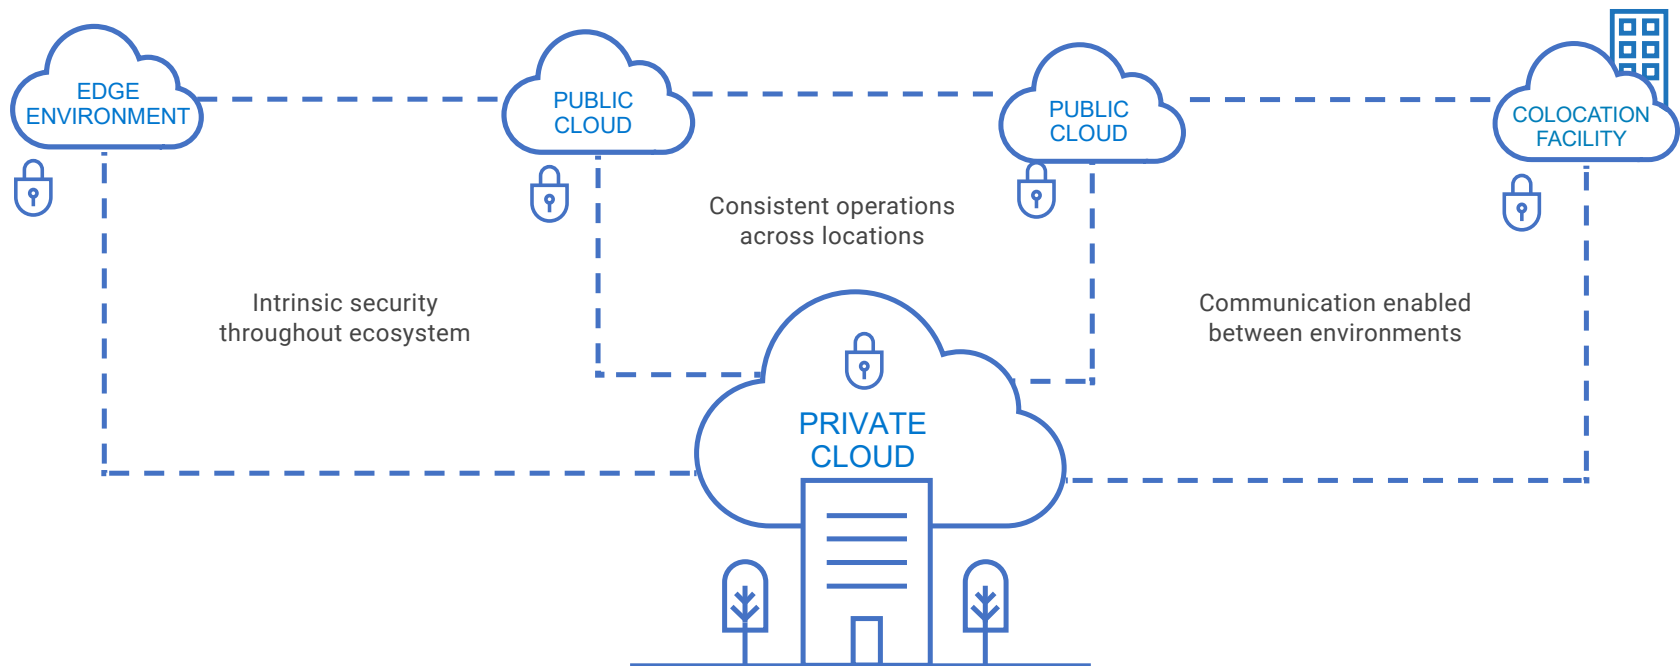 EDGE
ENVIRONMENT
PUBLIC
CLOUD
PUBLIC
CLOUD
COLOCATION
FACILITY
Consistent operations
across locations
Intrinsic security
throughout ecosystem
Communication enabled
between environments
PRIVATE
CLOUD